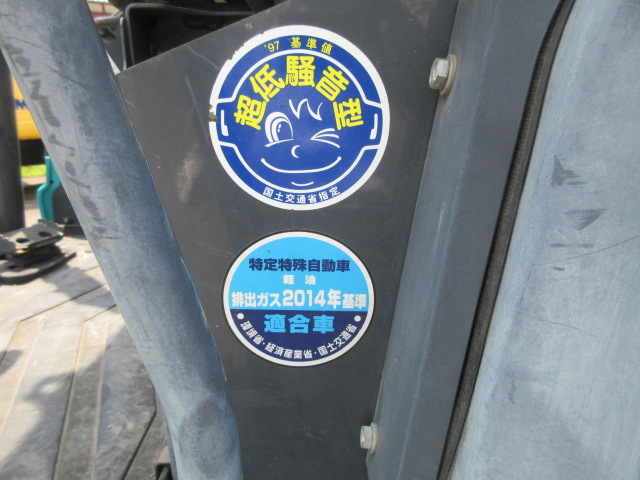 '97 基準値
超低騒音型
国土交通省指定
特定特殊自動車
軽油
排出ガス2014年基準
適合車
・環境省・経済産業省・国土交通省・